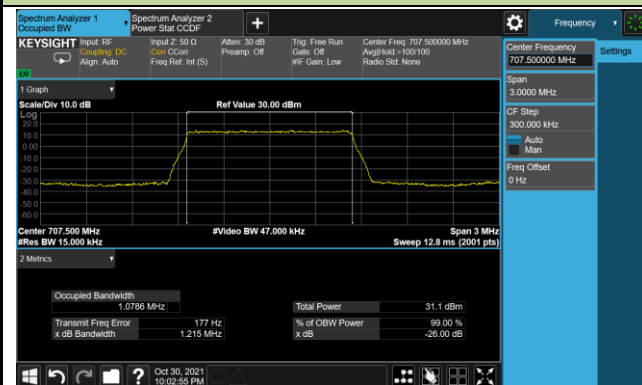 Spectrum Analyzer 1
Occupied BW
Spectrum Analyzer 2
Power Stat CCDF
+
Frequency
KEYSIGHT
Input: RF
Coupling: DC
Align: Auto
Input Z: 50 Ω
Corr CCorr
Freq Ref: Int (S)
Atten: 30 dB
Preamp: Off
Trig: Free Run
Gate: Off
#IF Gain: Low
Center Freq: 707.500000 MHz
Avg|Hold:>100/100
Radio Std: None
Center Frequency
707.500000 MHz
Settings
Span
3.0000 MHz
CF Step
300.000 kHz
Auto
Man
Freq Offset
0 Hz
1 Graph
Scale/Div 10.0 dB
Ref Value 30.00 dBm
Log
20.0
10.0
0.00
-10.0
-20.0
-30.0
-40.0
-50.0
-60.0
Center 707.500 MHz
#Video BW 47.000 kHz
Span 3 MHz
#Res BW 15.000 kHz
Sweep 12.8 ms (2001 pts)
2 Metrics
Occupied Bandwidth
1.0786 MHz
Total Power
31.1 dBm
Transmit Freq Error
177 Hz
% of OBW Power
99.00 %
x dB Bandwidth
1.215 MHz
x dB
-26.00 dB
?
Oct 30, 2021
10:02:55 PM